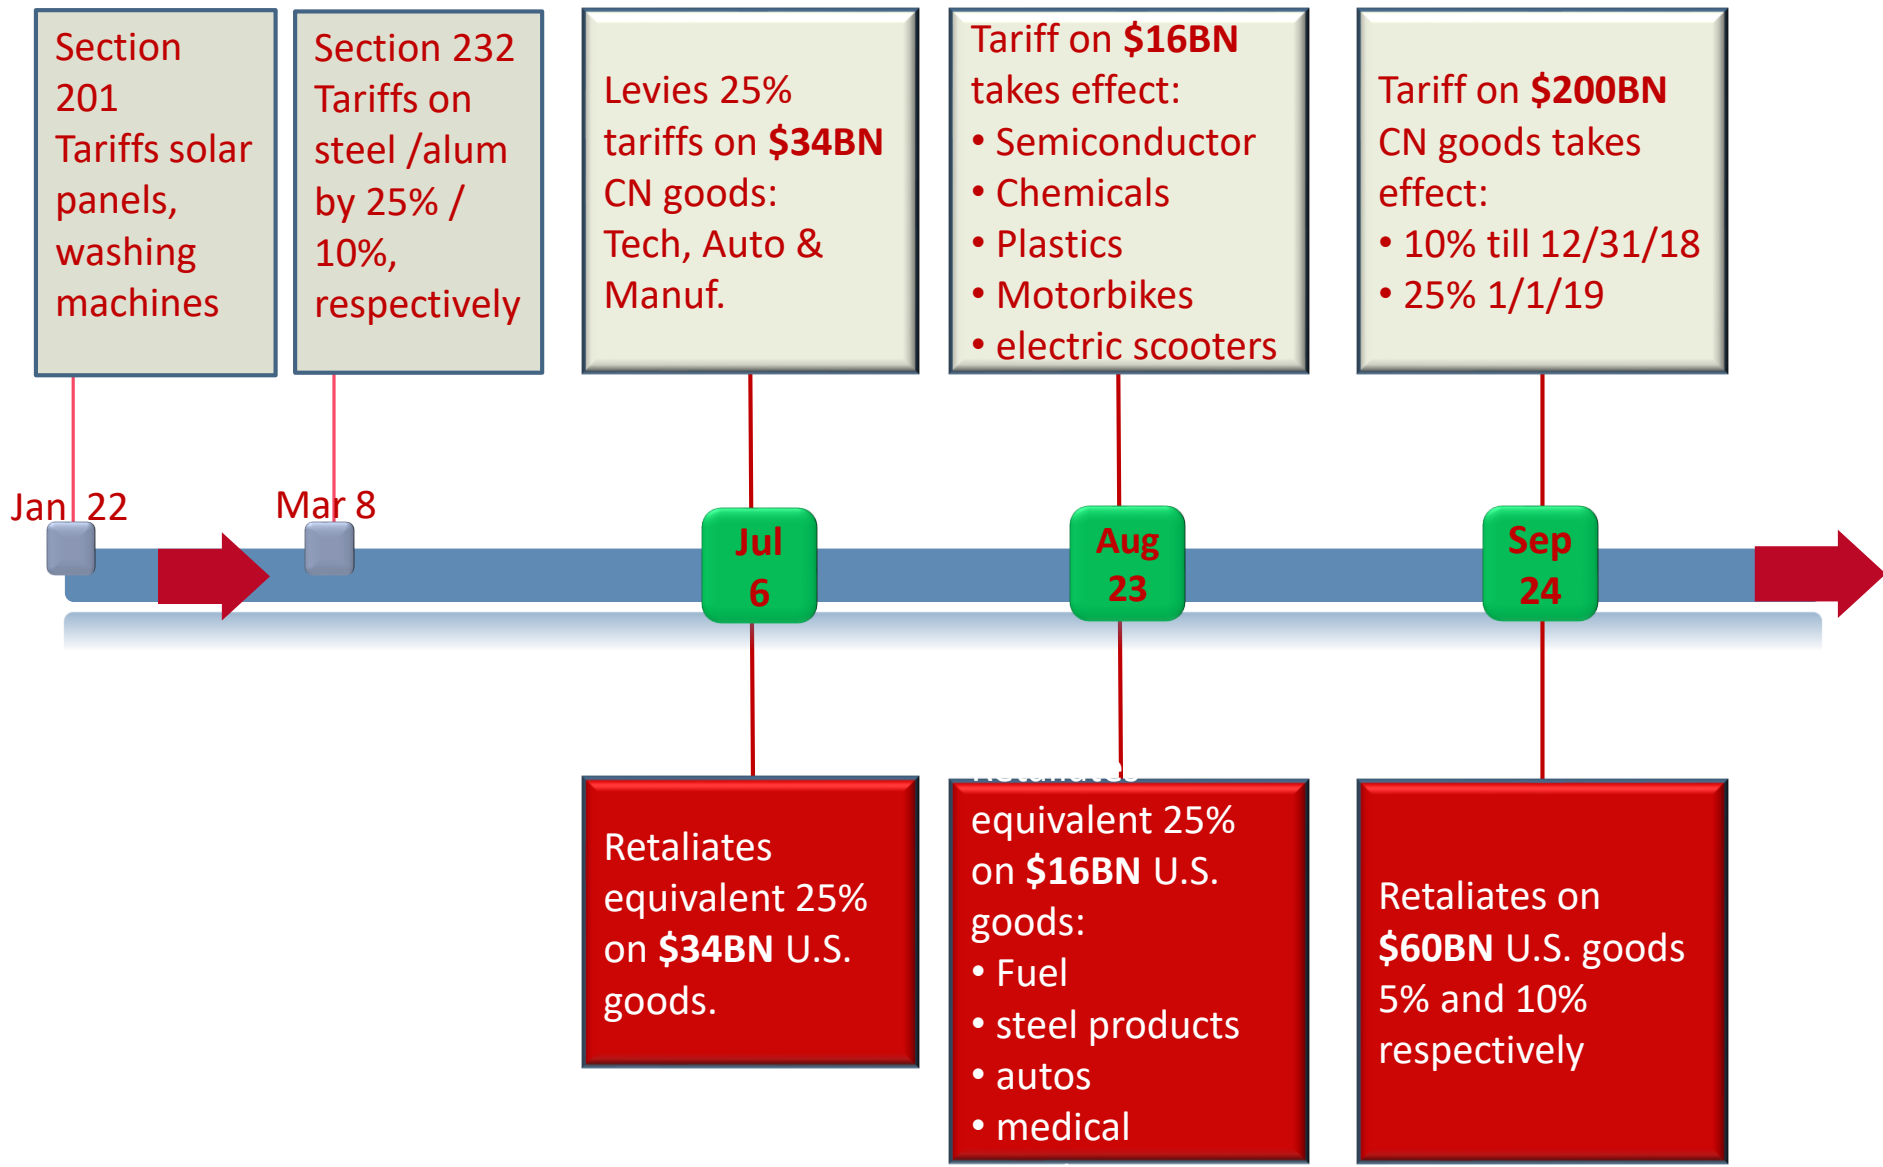 Section
201
Tariffs solar
panels,
washing
machines
Section 232
Tariffs on
steel /alum
by 25% /
10%,
respectively
Levies 25%
tariffs on $34BN
CN goods:
Tech, Auto &
Manuf.
Tariff on $16BN
takes effect:
• Semiconductor
• Chemicals
• Plastics
• Motorbikes
• electric scooters
Tariff on $200BN
CN goods takes
effect:
• 10% till 12/31/18
• 25% 1/1/19
Jan 22
Mar 8
Jul
6
Aug
23
Sep
24
Retaliates
equivalent 25%
on $34BN U.S.
goods.
Retaliates
equivalent 25%
on $16BN U.S.
goods:
• Fuel
• steel products
• autos
• medical
Retaliates on
$60BN U.S. goods
5% and 10%
respectively